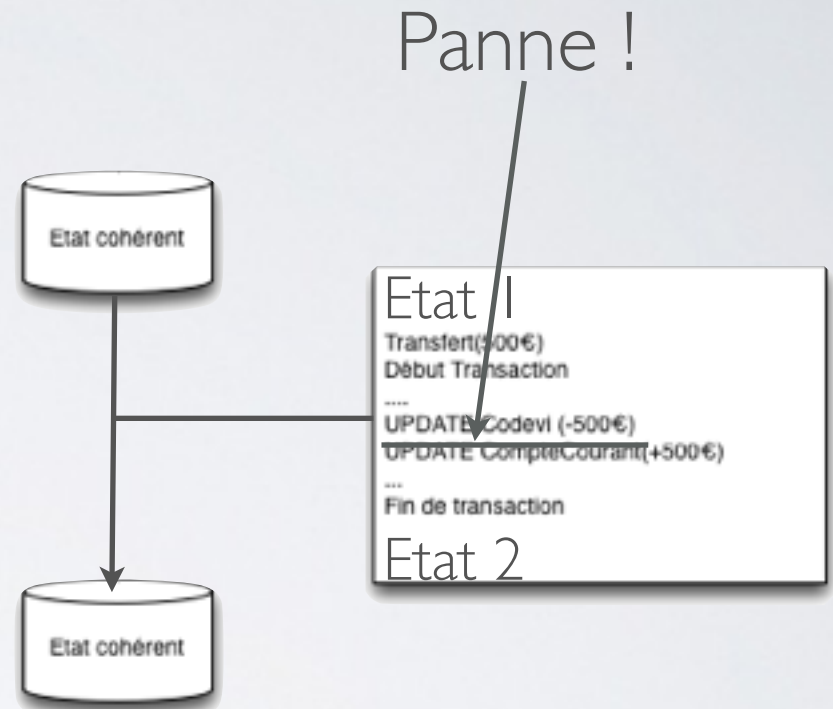 Panne !
Etat cohérent
Etat 1
Transfert(500€)
Début Transaction
....
UPDATE Codevi (-500€)
UPDATE CompteCourant(+500€)
...
Fin de transaction
Etat 2
Etat cohérent